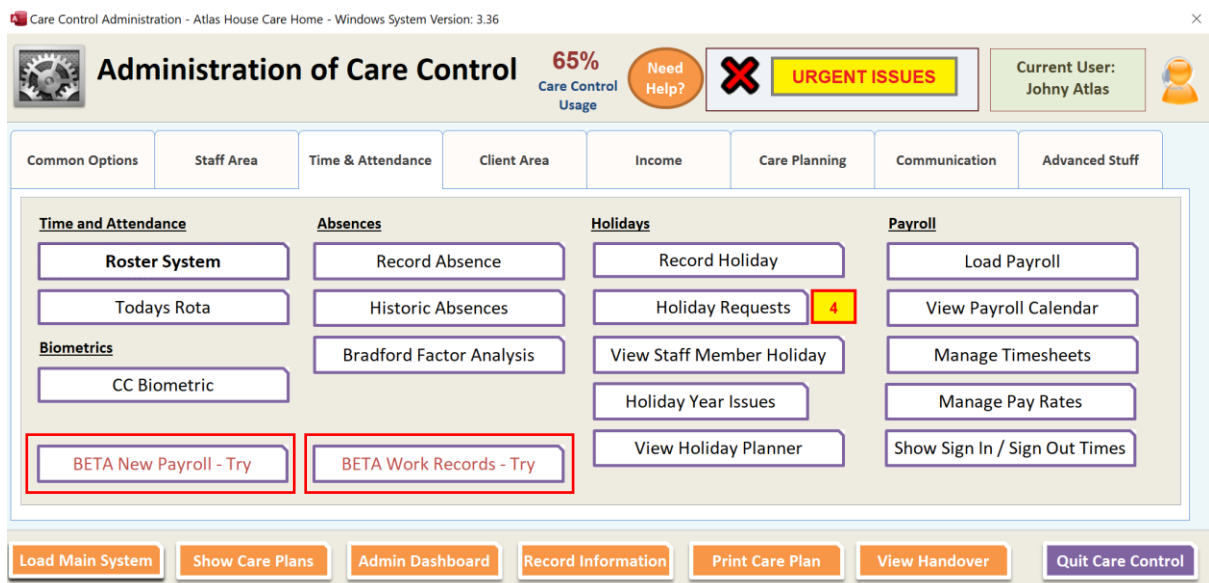 Care Control Administration - Atlas House Care Home - Windows System Version: 3.36
Administration of Care Control
65%
Care Control
Usage
Need
Help?
URGENT ISSUES
Current User:
Johny Atlas
Common Options
Staff Area
Time & Attendance
Client Area
Income
Care Planning
Communication
Advanced Stuff
Time and Attendance
Roster System
Todays Rota
Biometrics
CC Biometric
BETA New Payroll - Try
Absences
Record Absence
Historic Absences
Bradford Factor Analysis
BETA Work Records - Try
Holidays
Record Holiday
Holiday Requests
4
View Staff Member Holiday
Holiday Year Issues
View Holiday Planner
Payroll
Load Payroll
View Payroll Calendar
Manage Timesheets
Manage Pay Rates
Show Sign In / Sign Out Times
Load Main System
Show Care Plans
Admin Dashboard
Record Information
Print Care Plan
View Handover
Quit Care Control